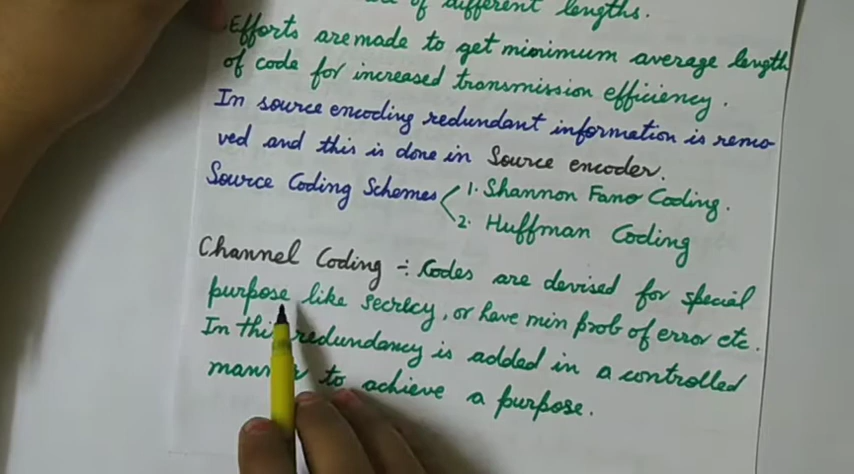 of different lengths.
Efforts are made to get minimum average length
of code for increased transmission efficiency.
In source encoding redundant information is remo-
ved and this is done in Source encoder.
Source Coding Schemes 1. Shannon Fano Coding.
2. Huffman Coding
Channel Coding ÷ Codes are devised for special
purpose like secrecy, or have min prob of error etc.
In this redundancy is added in a controlled
manner to achieve a purpose.